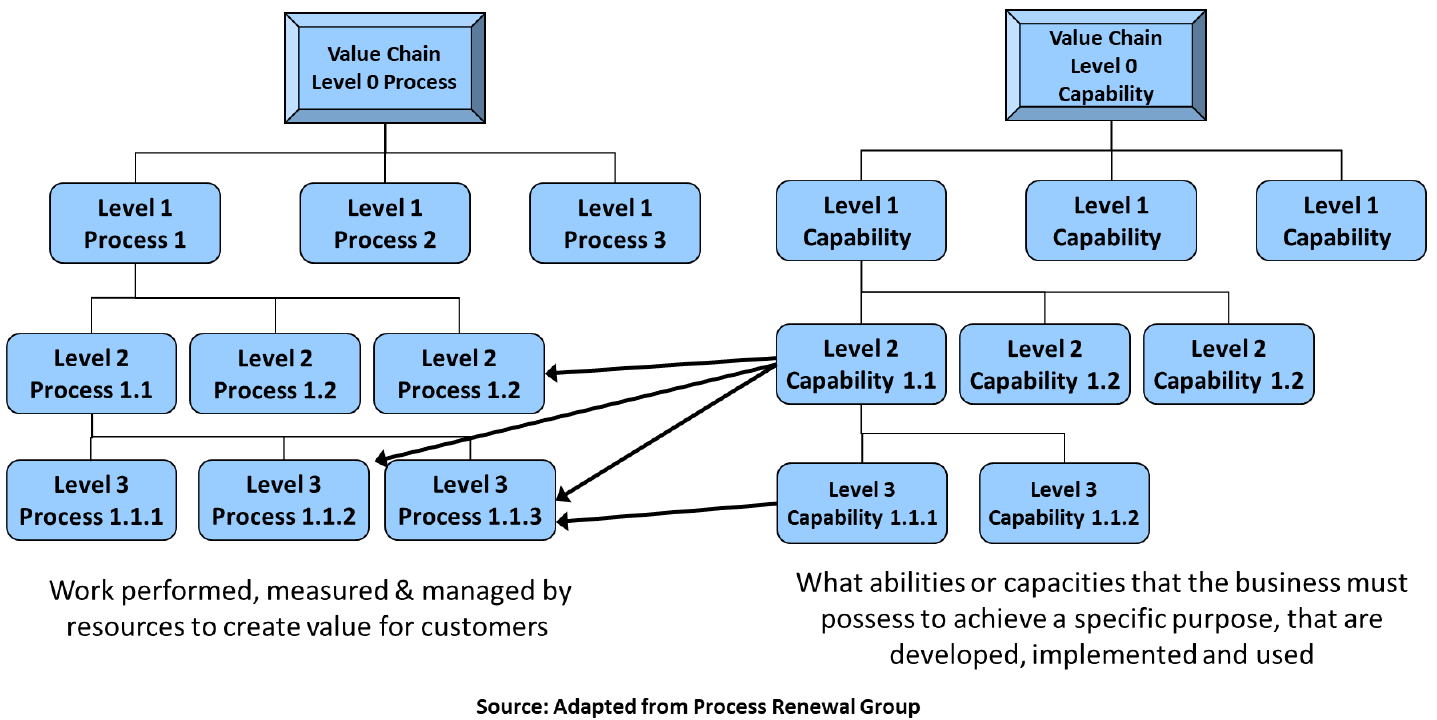 Value Chain
Level 0 Process
Value Chain
Level 0
Capability
Level 1
Process 1
Level 1
Process 2
Level 1
Process 3
Level 1
Capability
Level 1
Capability
Level 1
Capability
Level 2
Process 1.1
Level 2
Process 1.2
Level 2
Process 1.2
Level 2
Capability 1.1
Level 2
Capability 1.2
Level 2
Capability 1.2
Level 3
Process 1.1.1
Level 3
Process 1.1.2
Level 3
Process 1.1.3
Level 3
Capability 1.1.1
Level 3
Capability 1.1.2
Work performed, measured & managed by
resources to create value for customers
What abilities or capacities that the business must
possess to achieve a specific purpose, that are
developed, implemented and used
Source: Adapted from Process Renewal Group